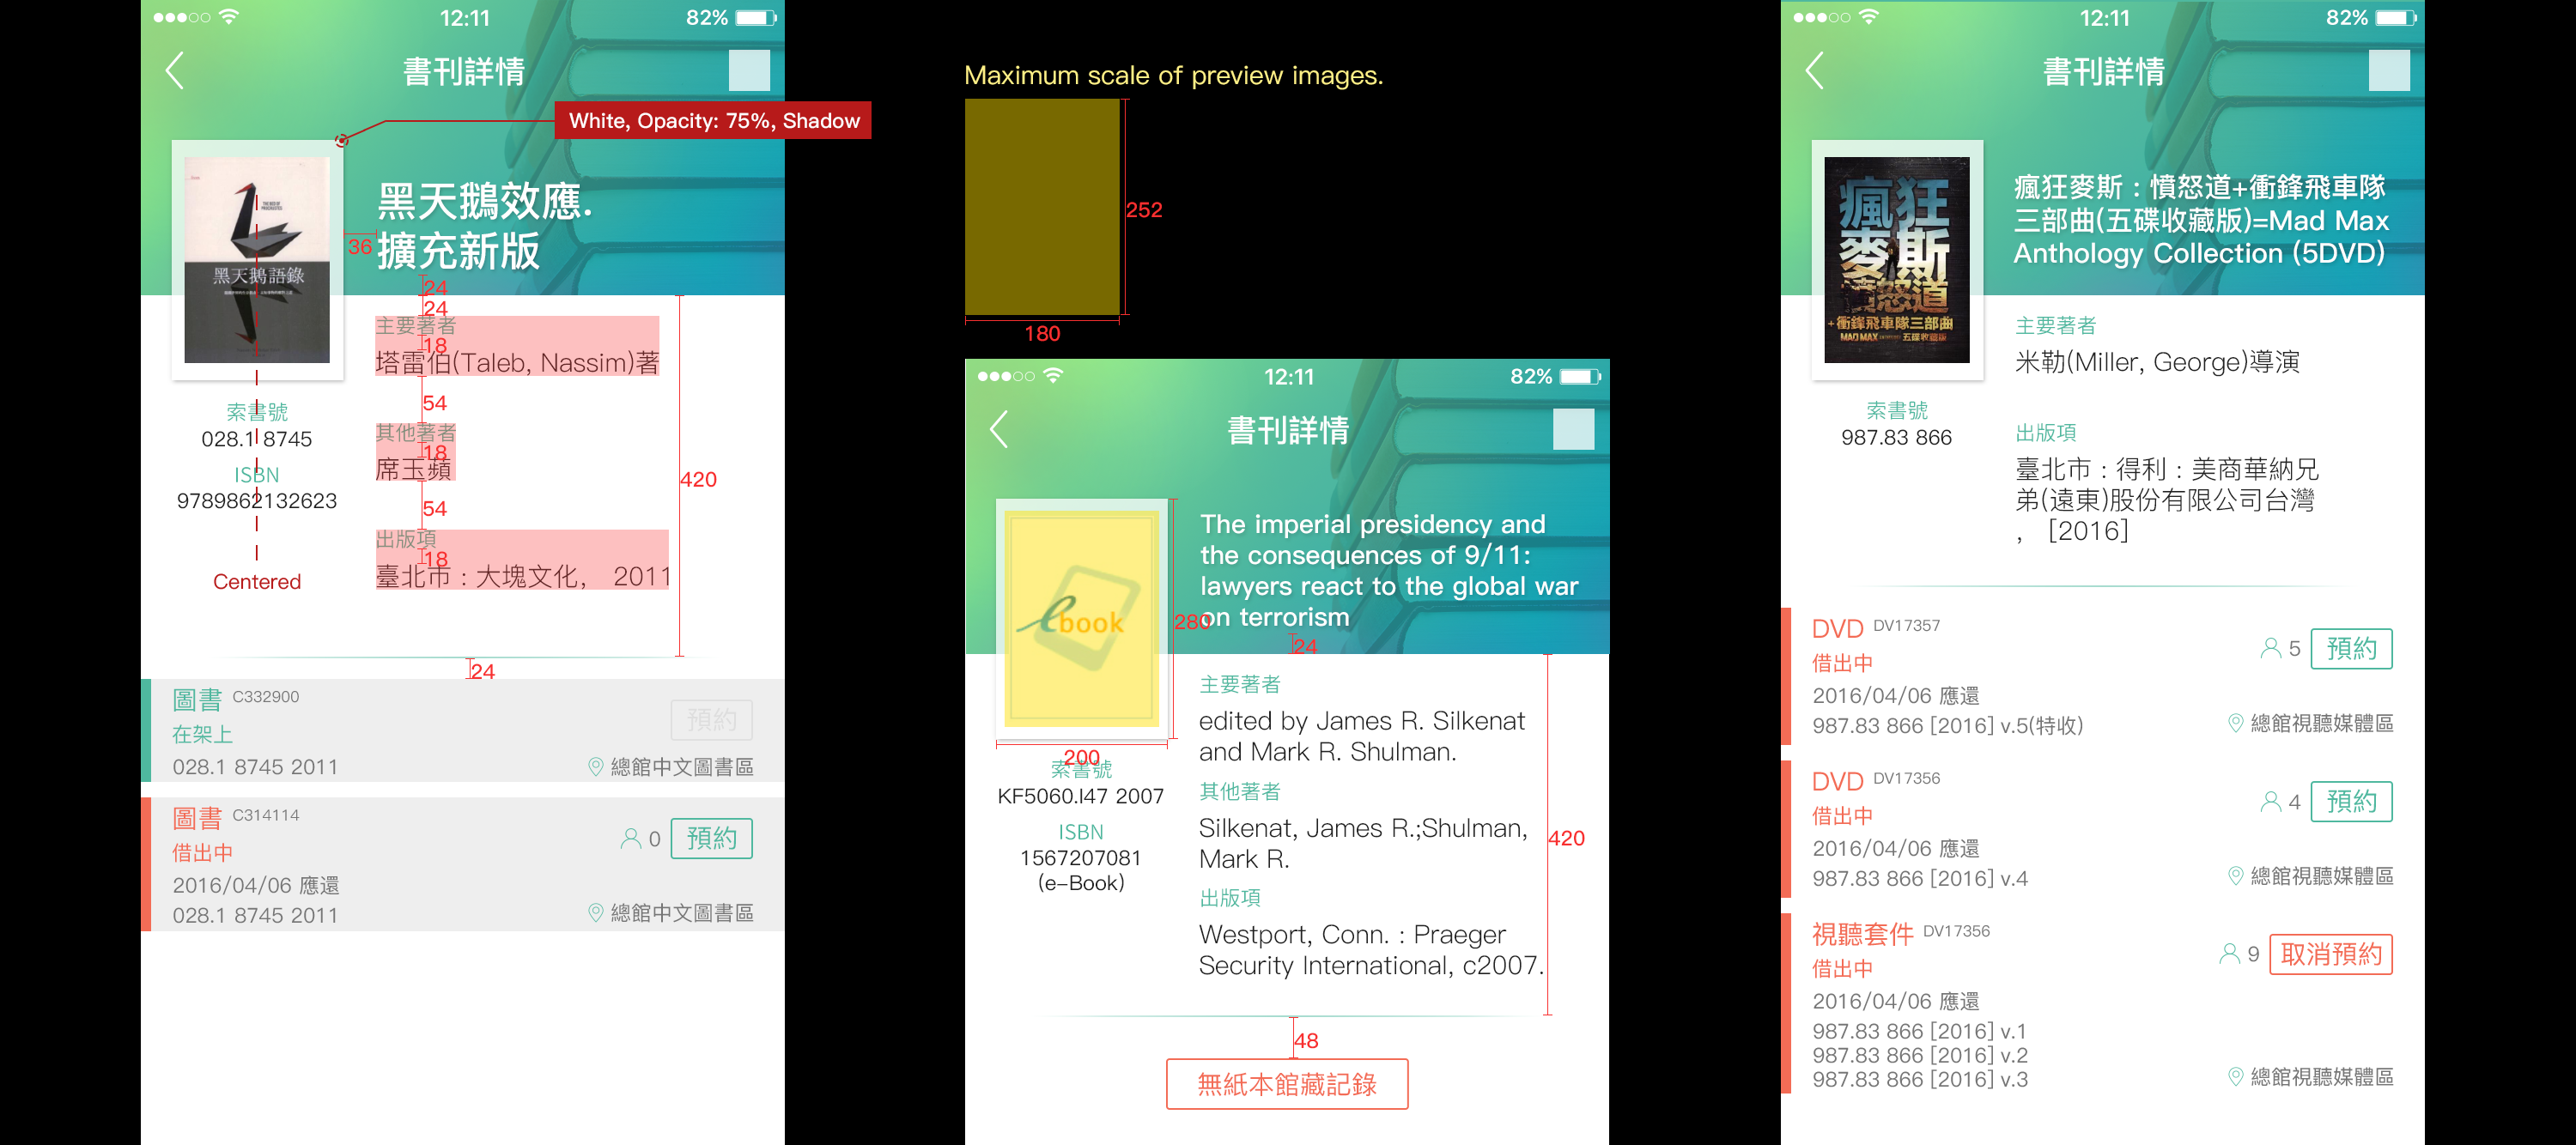 12:11
82%
書刊詳情
White, Opacity: 75%, Shadow
黑天鵝語錄
黑天鵝效應.
擴充新版
36
24
24
主要著者
18
塔雷伯(Taleb, Nassim)著
54
其他著者
18
席玉蘋
54
出版項
18
臺北市：大塊文化， 2011
420
索書號
028.1 8745
ISBN
9789862132623
Centered
24
圖書 C332900
在架上
預約
028.1 8745 2011
總館中文圖書區
圖書 C314114
借出中
0 預約
2016/04/06 應還
028.1 8745 2011
總館中文圖書區
Maximum scale of preview images.
252
180
12:11
82%
書刊詳情
ebook
280
200
The imperial presidency and
the consequences of 9/11:
lawyers react to the global war
on terrorism
24
索書號
KF5060.I47 2007
ISBN
1567207081
(e-Book)
主要著者
edited by James R. Silkenat
and Mark R. Shulman.
其他著者
Silkenat, James R.;Shulman,
Mark R.
出版項
Westport, Conn. : Praeger
Security International, c2007.
420
48
無紙本館藏記錄
12:11
82%
書刊詳情
瘋狂
麥斯
憤怒道
+衝鋒飛車隊三部曲
MAD MAX
五碟收藏版
瘋狂麥斯：憤怒道+衝鋒飛車隊
三部曲(五碟收藏版)=Mad Max
Anthology Collection (5DVD)
索書號
987.83 866
主要著者
米勒(Miller, George)導演
出版項
臺北市：得利：美商華納兄
弟(遠東)股份有限公司台灣
， [2016]
DVD DV17357
借出中
5 預約
2016/04/06 應還
987.83 866 [2016] v.5(特收)
總館視聽媒體區
DVD DV17356
借出中
4 預約
2016/04/06 應還
987.83 866 [2016] v.4
總館視聽媒體區
視聽套件 DV17356
借出中
9 取消預約
2016/04/06 應還
987.83 866 [2016] v.1
987.83 866 [2016] v.2
987.83 866 [2016] v.3
總館視聽媒體區